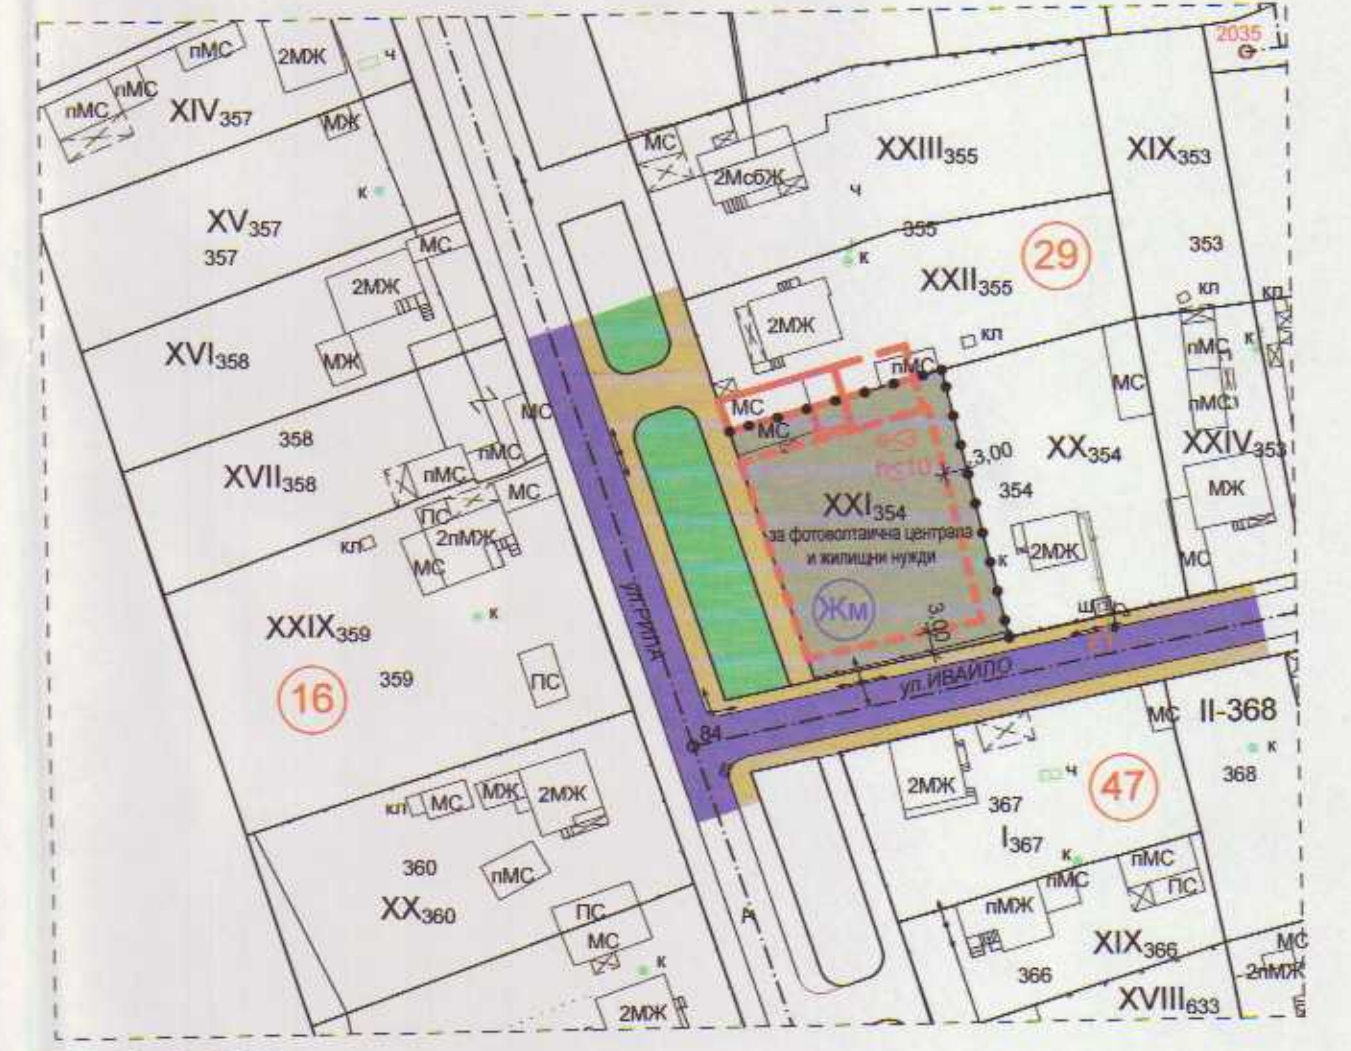 пМС
2МЖ
Ч
2035
пМС
пМС
XIV357
МЖ
МС
XXIII355
XIX353
2МсбЖ
к
Ч
XV357
357
МС
355
353
29
к
2МЖ
XXII355
кл
кл
XVI358
МЖ
2МЖ
кл
к
пМС
пМС
МС
МС
МС
МС
пМС
358
XVII358
пМС
пМС
МС
3,00
XX354
XXIV353
354
МЖ
ПС
2пМЖ
кл
МС
XXI354
за фотоволтаична централа
и жилищни нужди
к
2МЖ
МС
Жм
3,00
ш
к
XXIX359
359
16
ПС
ул.РИЛА
ул.ИВАЙЛО
МС
II-368
84
к
368
2МЖ
Ч
47
367
I367
кл
МС
МЖ
2МЖ
360
пМС
XX360
к
пМС
пМС
ПС
ПС
МС
пМЖ
XIX366
366
МС
2пМЖ
к
2МЖ
XVIII633